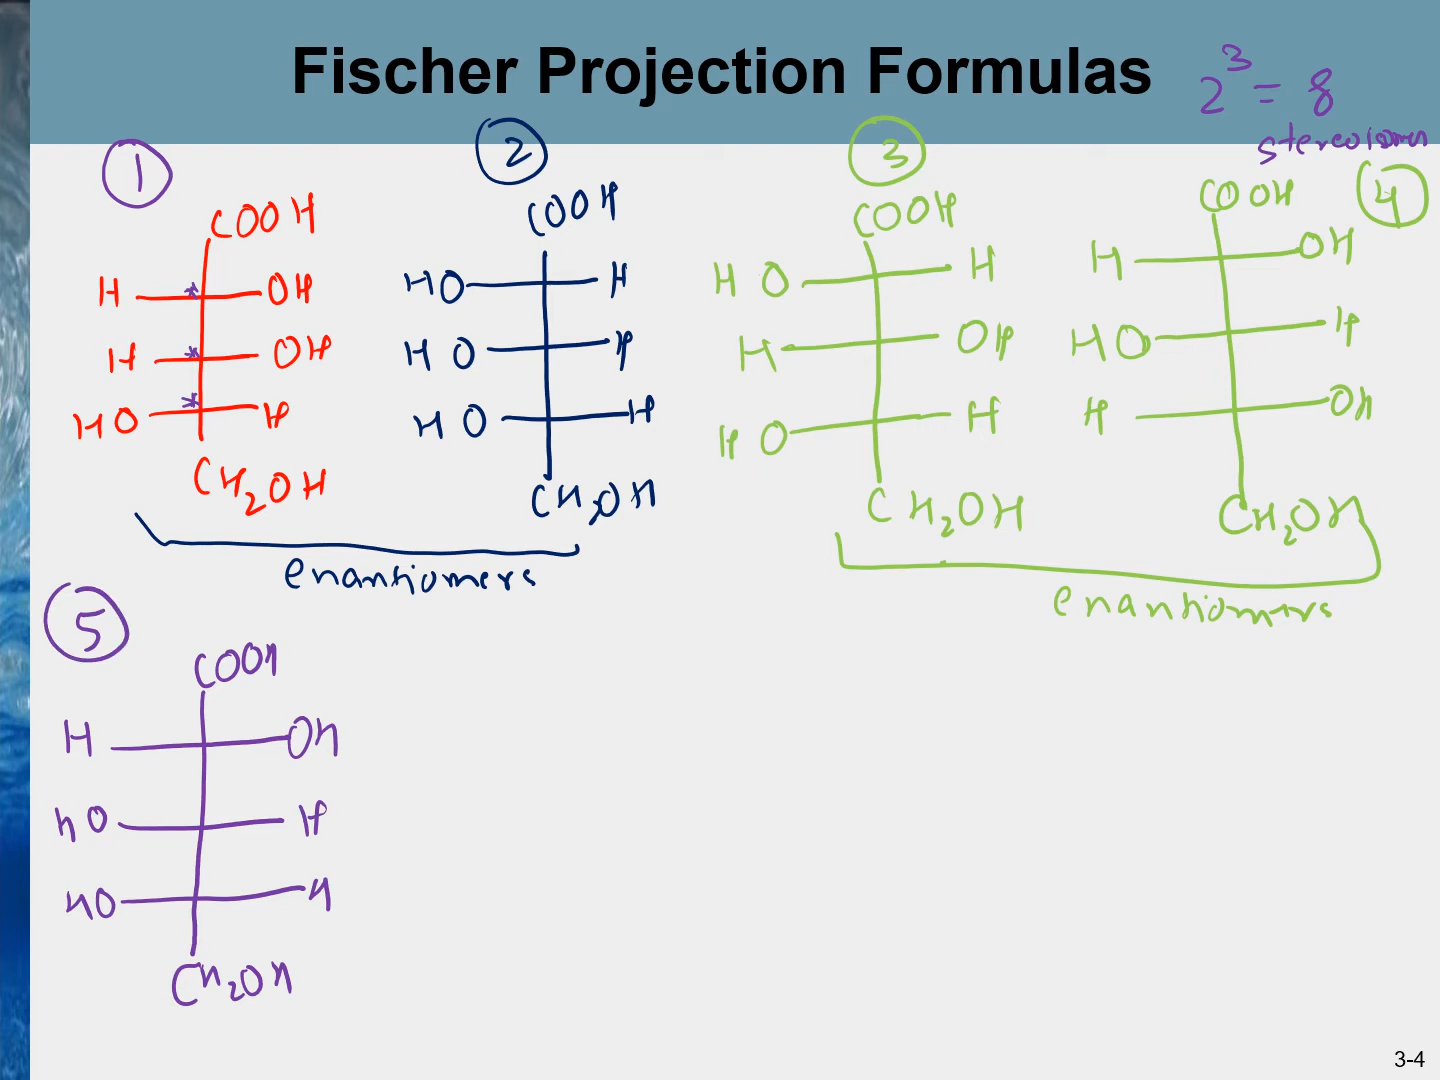 Fischer Projection Formulas
2³ = 8
stereoisomers
1
COOH
H OH
H OH
HO H
CH₂OH
2
COOH
HO H
HO H
HO H
CH₂OH
enantiomers
3
COOH
HO H
H OH
HO H
CH₂OH
4
COOH
H OH
HO H
H OH
CH₂OH
enantiomers
5
COOH
H OH
HO H
HO H
CH₂OH
3-4